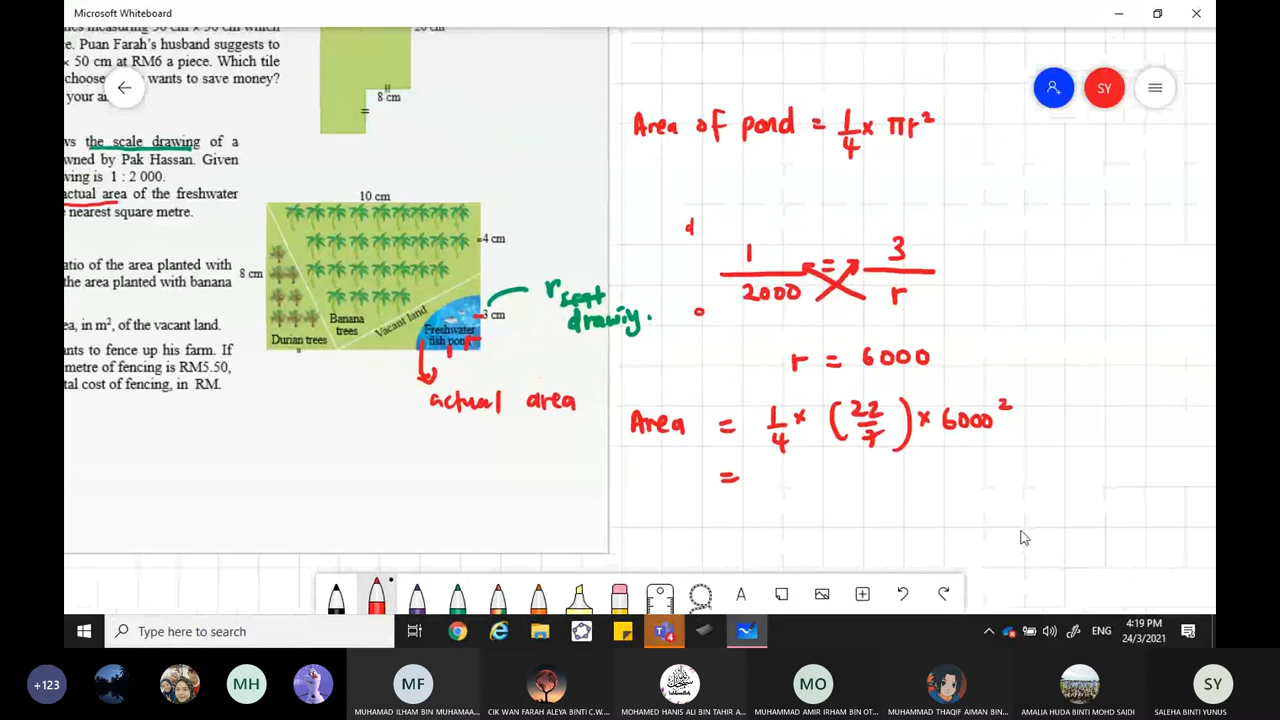 Microsoft Whiteboard
20 cm
ce. Puan Farah's husband suggests to
× 50 cm at RM6 a piece. Which tile
choose
wants to save money?
your
8 cm
ws the scale drawing of a
owned by Pak Hassan. Given
wing is 1 : 2 000.
actual area of the freshwater
nearest square metre.
atio of the area planted with
the area planted with banana
ea, in m², of the vacant land.
ants to fence up his farm. If
metre of fencing is RM5.50,
tal cost of fencing, in RM.
10 cm
4 cm
8 cm
3 cm
Banana
trees
Vacant land
Freshwater
fish pond
Durian trees
r
drawing.
actual area
SY
Area of pond = 1/4 × πr²
d
1/2000 = 3/r
o
r = 6000
Area = 1/4 × (22/7) × 6000²
=
A
Type here to search
4
ENG
4:19 PM
24/3/2021
+123
MH
MF
MO
SY
MUHAMAD ILHAM BIN MUHAMAA...
CIK WAN FARAH ALEYA BINTI C.W...
MOHAMED HANIS ALI BIN TAHIR A...
MUHAMMAD AMIR IRHAM BIN OT...
MUHAMMAD THAQIF AIMAN BIN...
AMALIA HUDA BINTI MOHD SAIDI
SALEHA BINTI YUNUS